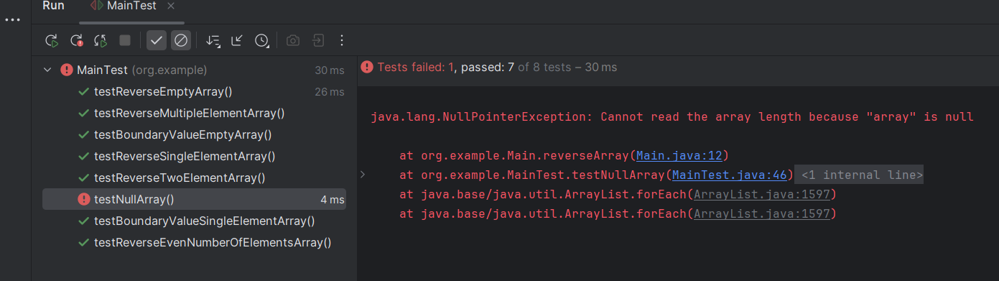 Run MainTest
MainTest (org.example) 30 ms
testReverseEmptyArray() 26 ms
testReverseMultipleElementArray()
testBoundaryValueEmptyArray()
testReverseSingleElementArray()
testReverseTwoElementArray()
testNullArray() 4 ms
testBoundaryValueSingleElementArray()
testReverseEvenNumberOfElementsArray()
Tests failed: 1, passed: 7 of 8 tests – 30 ms
java.lang.NullPointerException: Cannot read the array length because "array" is null
at org.example.Main.reverseArray(Main.java:12)
at org.example.MainTest.testNullArray(MainTest.java:46) <1 internal line>
at java.base/java.util.ArrayList.forEach(ArrayList.java:1597)
at java.base/java.util.ArrayList.forEach(ArrayList.java:1597)